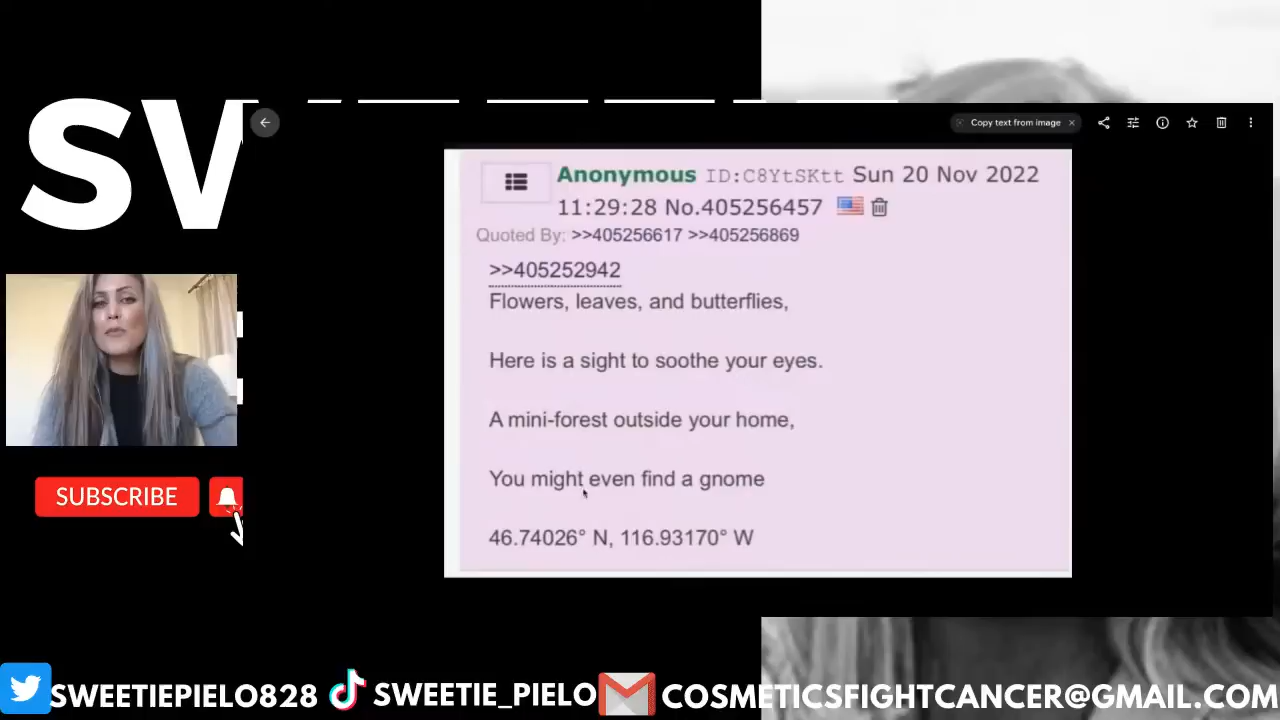 SV
Copy text from image
Anonymous ID:C8YtSKtt Sun 20 Nov 2022
11:29:28 No.405256457
Quoted By: >>405256617 >>405256869
>>405252942
Flowers, leaves, and butterflies,
Here is a sight to soothe your eyes.
A mini-forest outside your home,
You might even find a gnome
46.74026° N, 116.93170° W
SUBSCRIBE
SWEETIEPIELO828
SWEETIE_PIELO
COSMETICSFIGHTCANCER@GMAIL.COM